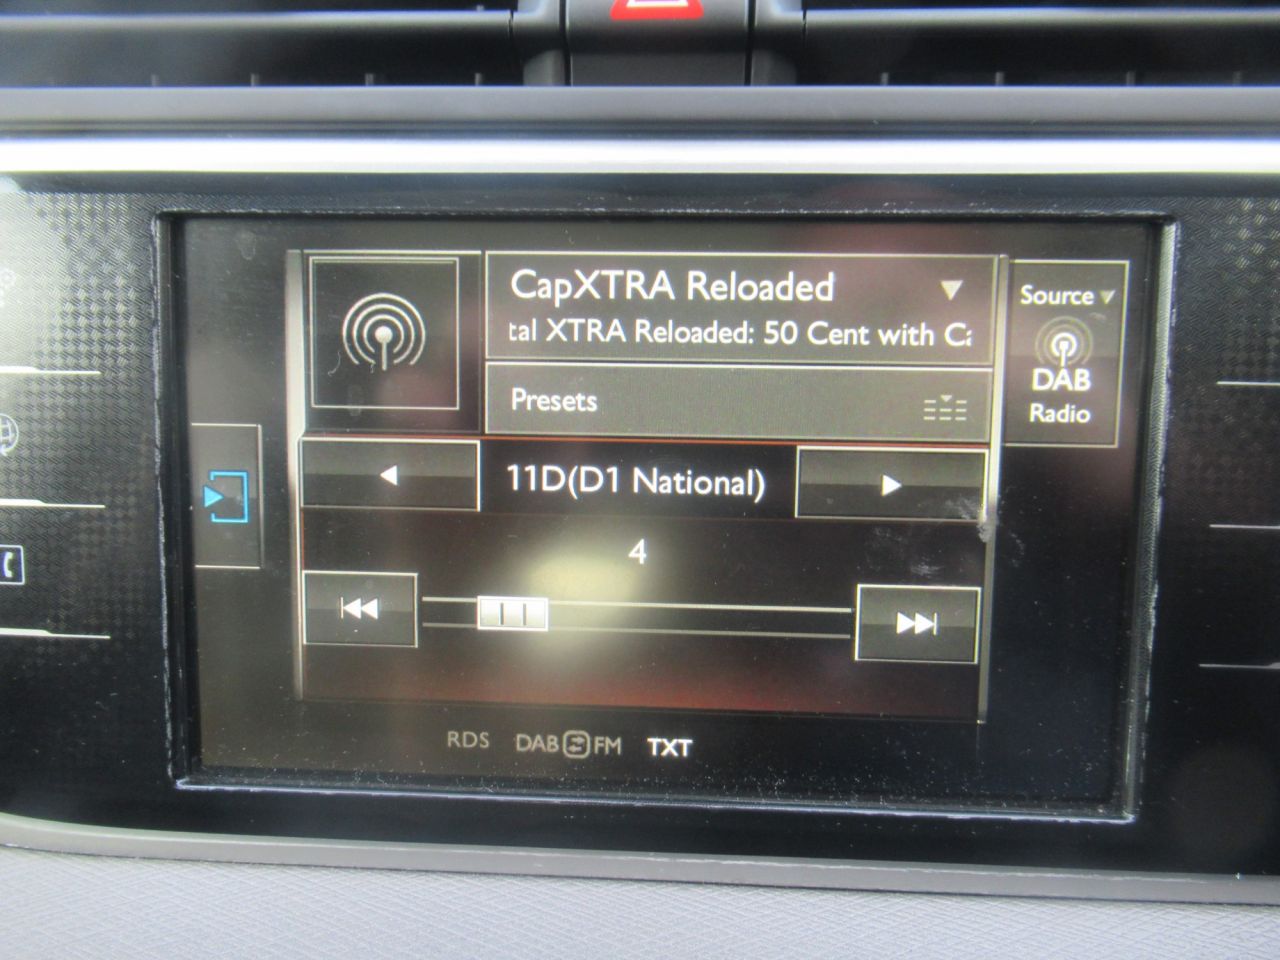 CapXTRA Reloaded
tal XTRA Reloaded: 50 Cent with Ca
Source
DAB
Radio
Presets
11D(D1 National)
4
RDS DAB FM TXT